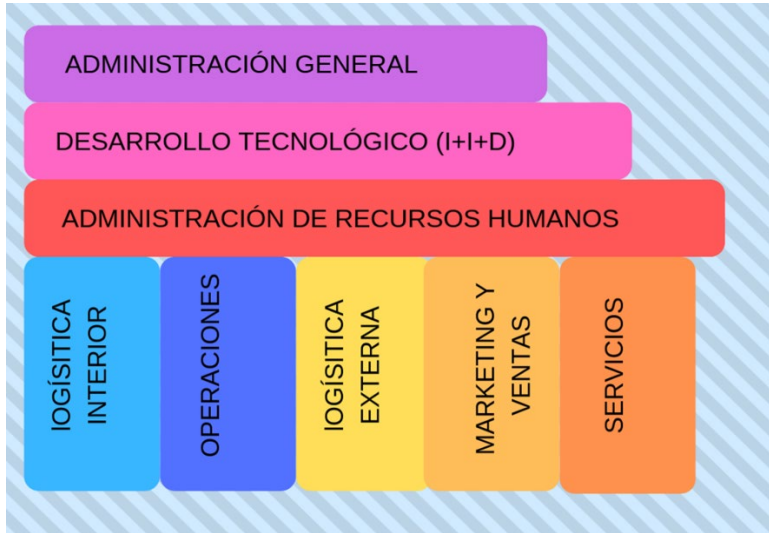 ADMINISTRACIÓN GENERAL
DESARROLLO TECNOLÓGICO (I+I+D)
ADMINISTRACIÓN DE RECURSOS HUMANOS
lOGÍSITICA
INTERIOR
OPERACIONES
lOGÍSITICA
EXTERNA
MARKETING Y
VENTAS
SERVICIOS